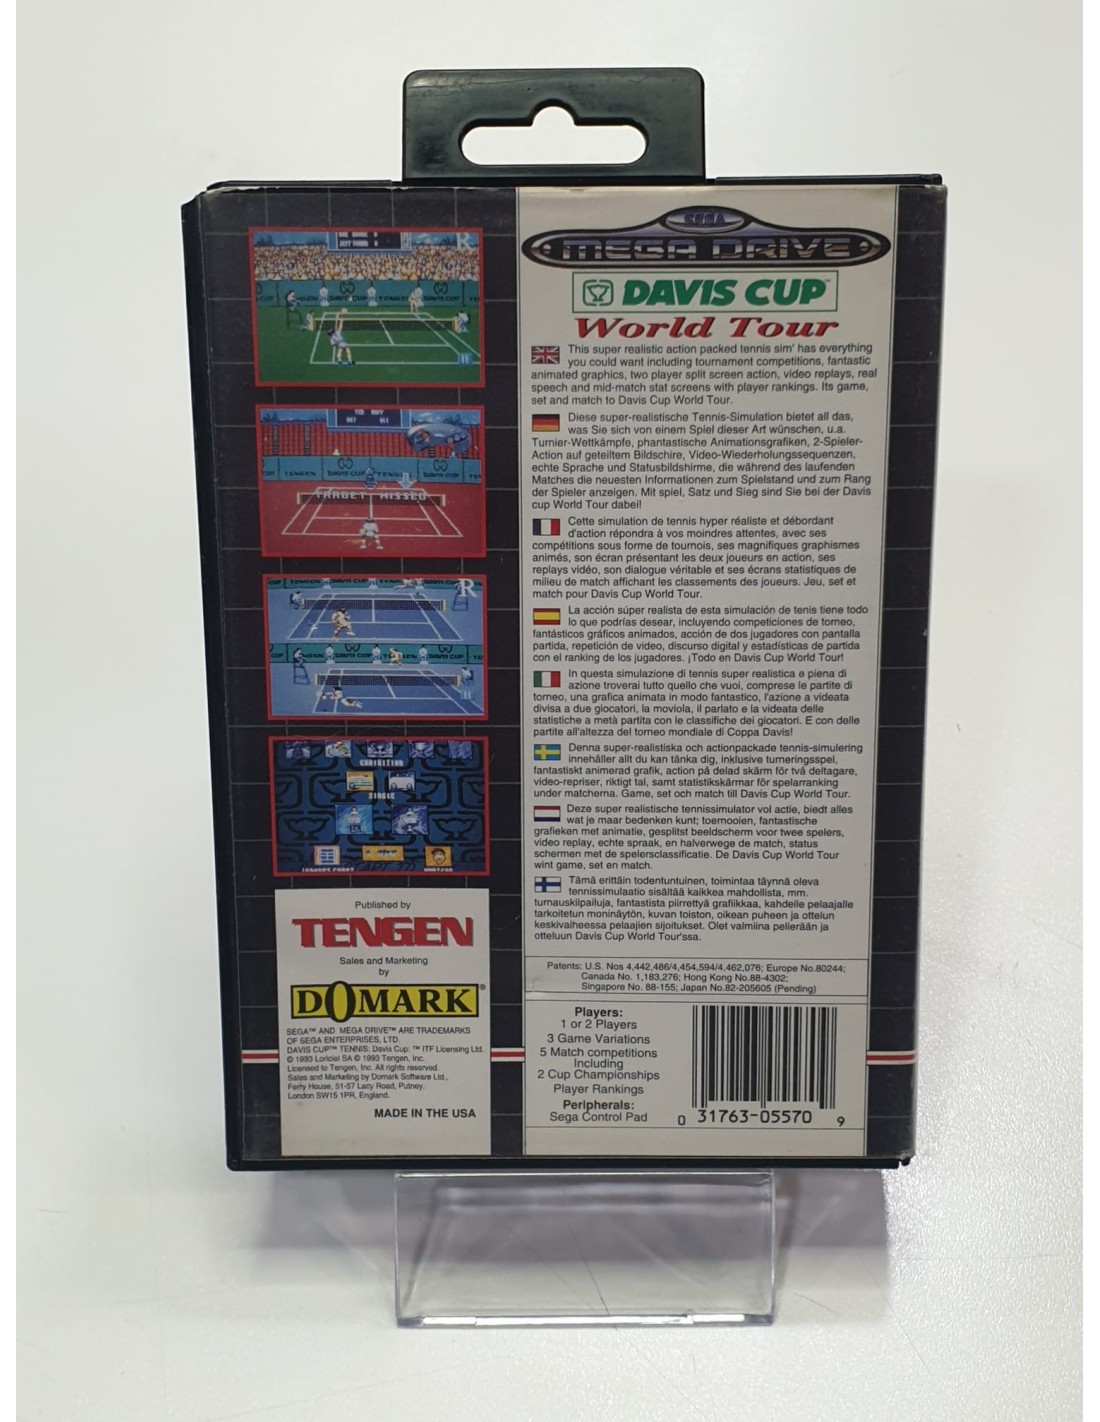 SEGA
MEGA DRIVE
DAVIS CUP™
World Tour
This super realistic action packed tennis sim' has everything
you could want including tournament competitions, fantastic
animated graphics, two player split screen action, video replays, real
speech and mid-match stat screens with player rankings. Its game,
set and match to Davis Cup World Tour.
Diese super-realistische Tennis-Simulation bietet all das,
was Sie sich von einem Spiel dieser Art wünschen, u.a.
Turnier-Wettkämpfe, phantastische Animationsgrafiken, 2-Spieler-
Action auf geteiltem Bildschire, Video-Wiederholungssequenzen,
echte Sprache und Statusbildshirme, die während des laufenden
Matches die neuesten Informationen zum Spielstand und zum Rang
der Spieler anzeigen. Mit spiel, Satz und Sieg sind Sie bei der Davis
cup World Tour dabei!
Cette simulation de tennis hyper réaliste et débordant
d'action répondra à vos moindres attentes, avec ses
compétitions sous forme de tournois, ses magnifiques graphismes
animés, son écran présentant les deux joueurs en action, ses
replays vidéo, son dialogue véritable et ses écrans statistiques de
milieu de match affichant les classements des joueurs. Jeu, set et
match pour Davis Cup World Tour.
La acción súper realista de esta simulación de tenis tiene todo
lo que podrías desear, incluyendo competiciones de torneo,
fantásticos gráficos animados, acción de dos jugadores con pantalla
partida, repetición de video, discurso digital y estadísticas de partida
con el ranking de los jugadores. ¡Todo en Davis Cup World Tour!
In questa simulazione di tennis super realistica e piena di
azione troverai tutto quello che vuoi, comprese le partite di
torneo, una grafica animata in modo fantastico, l'azione a videata
divisa a due giocatori, la moviola, il parlato e la videata delle
statistiche a metà partita con le classifiche dei giocatori. E con delle
partite all'altezza del torneo mondiale di Coppa Davis!
Denna super-realistiska och actionpackade tennis-simulering
innehåller allt du kan tänka dig, inklusive turneringsspel,
fantastiskt animerad grafik, action på delad skärm för två deltagare,
video-repriser, riktigt tal, samt statistikskärmar för spelarranking
under matcherna. Game, set och match till Davis Cup World Tour.
Deze super realistische tennissimulator vol actie, biedt alles
wat je maar bedenken kunt; toernooien, fantastische
grafieken met animatie, gesplitst beeldscherm voor twee spelers,
video replay, echte spraak, en halverwege de match, status
schermen met de spelersclassificatie. De Davis Cup World Tour
wint game, set en match.
Tämä erittäin todentuntuinen, toimintaa täynnä oleva
tennissimulaatio sisältää kaikkea mahdollista, mm.
turnauskilpailuja, fantastista piirrettyä grafiikkaa, kahdelle pelaajalle
tarkoitetun moninäytön, kuvan toiston, oikean puheen ja ottelun
keskivaiheessa pelaajien sijoitukset. Olet valmiina pelierään ja
otteluun Davis Cup World Tour'ssa.
Patents: U.S. Nos 4,442,486/4,454,594/4,462,076; Europe No.80244;
Canada No. 1,183,276; Hong Kong No.88-4302;
Singapore No. 88-155; Japan No.82-205605 (Pending)
Players:
1 or 2 Players
3 Game Variations
5 Match competitions
Including
2 Cup Championships
Player Rankings
Peripherals:
Sega Control Pad
0 31763-05570 9
TARGET MISSED
EXHIBITION
SINGLE
Published by
TENGEN
Sales and Marketing
by
DOMARK®
SEGA™ AND MEGA DRIVE™ ARE TRADEMARKS
OF SEGA ENTERPRISES, LTD.
DAVIS CUP™ TENNIS: Davis Cup: ™ ITF Licensing Ltd.
© 1993 Loriciel SA © 1993 Tengen, Inc.
Licensed to Tengen, Inc. All rights reserved.
Sales and Marketing by Domark Software Ltd.,
Ferry House, 51-57 Lacy Road, Putney,
London SW15 1PR, England.
MADE IN THE USA